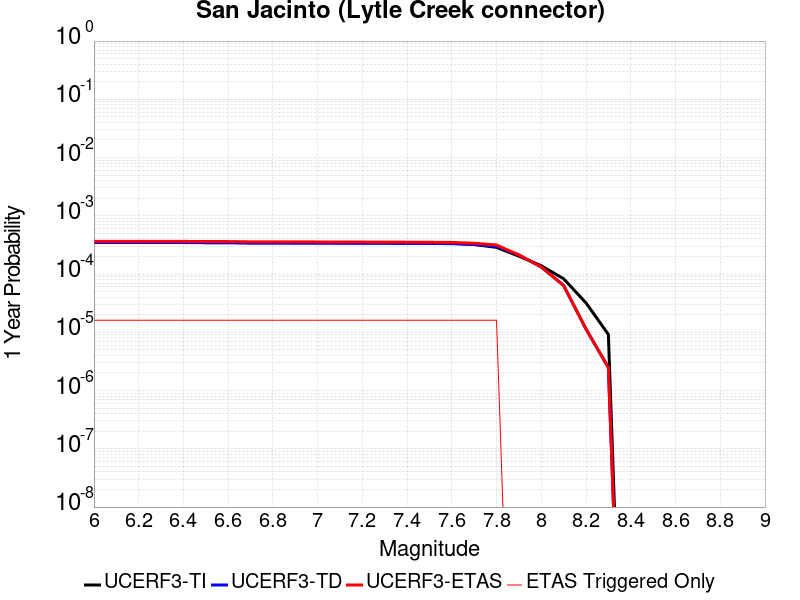 San Jacinto (Lytle Creek connector)
10^0
10^-1
10^-2
10^-3
10^-4
10^-5
10^-6
10^-7
10^-8
1 Year Probability
6 6.2 6.4 6.6 6.8 7 7.2 7.4 7.6 7.8 8 8.2 8.4 8.6 8.8 9
Magnitude
UCERF3-TI UCERF3-TD UCERF3-ETAS ETAS Triggered Only